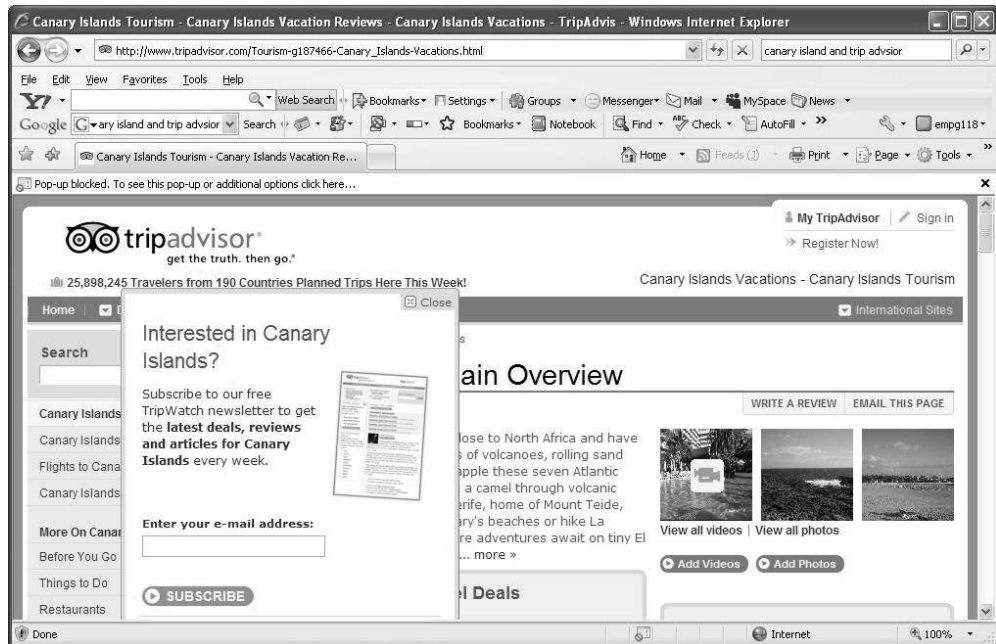 Canary Islands Tourism - Canary Islands Vacation Reviews - Canary Islands Vacations - TripAdvis - Windows Internet Explorer
http://www.tripadvisor.com/Tourism-g187466-Canary_Islands-Vacations.html
canary island and trip advsior
File Edit View Favorites Tools Help
Y! Web Search Bookmarks Settings Groups Messenger Mail MySpace News
Google G ary island and trip advsior Search Bookmarks Notebook Find ABC Check AutoFill » empg118
Canary Islands Tourism - Canary Islands Vacation Re... Home Feeds (J) Print Page Tools »
Pop-up blocked. To see this pop-up or additional options click here...
My TripAdvisor | Sign in
Register Now!
tripadvisor®
get the truth. then go.®
25,898,245 Travelers from 190 Countries Planned Trips Here This Week!
Canary Islands Vacations - Canary Islands Tourism
Home
International Sites
Close
Interested in Canary
Islands?
Subscribe to our free
TripWatch newsletter to get
the latest deals, reviews
and articles for Canary
Islands every week.
Enter your e-mail address:
SUBSCRIBE
Search
Canary Islands
Canary Islands
Flights to Cana
Canary Islands
More On Canar
Before You Go
Things to Do
Restaurants
ain Overview
WRITE A REVIEW EMAIL THIS PAGE
lose to North Africa and have
s of volcanoes, rolling sand
apple these seven Atlantic
a camel through volcanic
erife, home of Mount Teide,
ary's beaches or hike La
re adventures await on tiny El
... more »
View all videos | View all photos
Add Videos Add Photos
el Deals
Done
Internet
100%